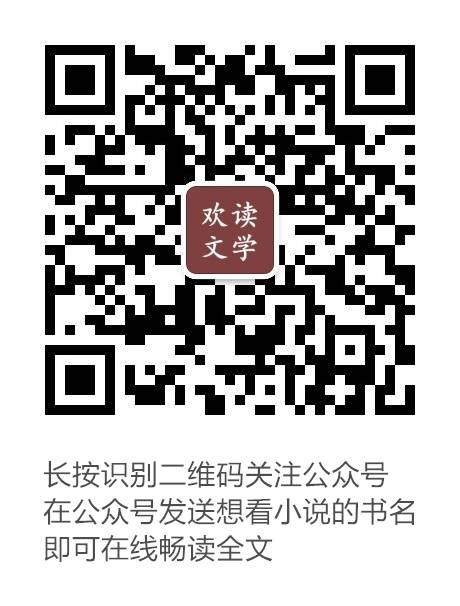 欢读
文学
长按识别二维码关注公众号
在公众号发送想看小说的书名
即可在线畅读全文